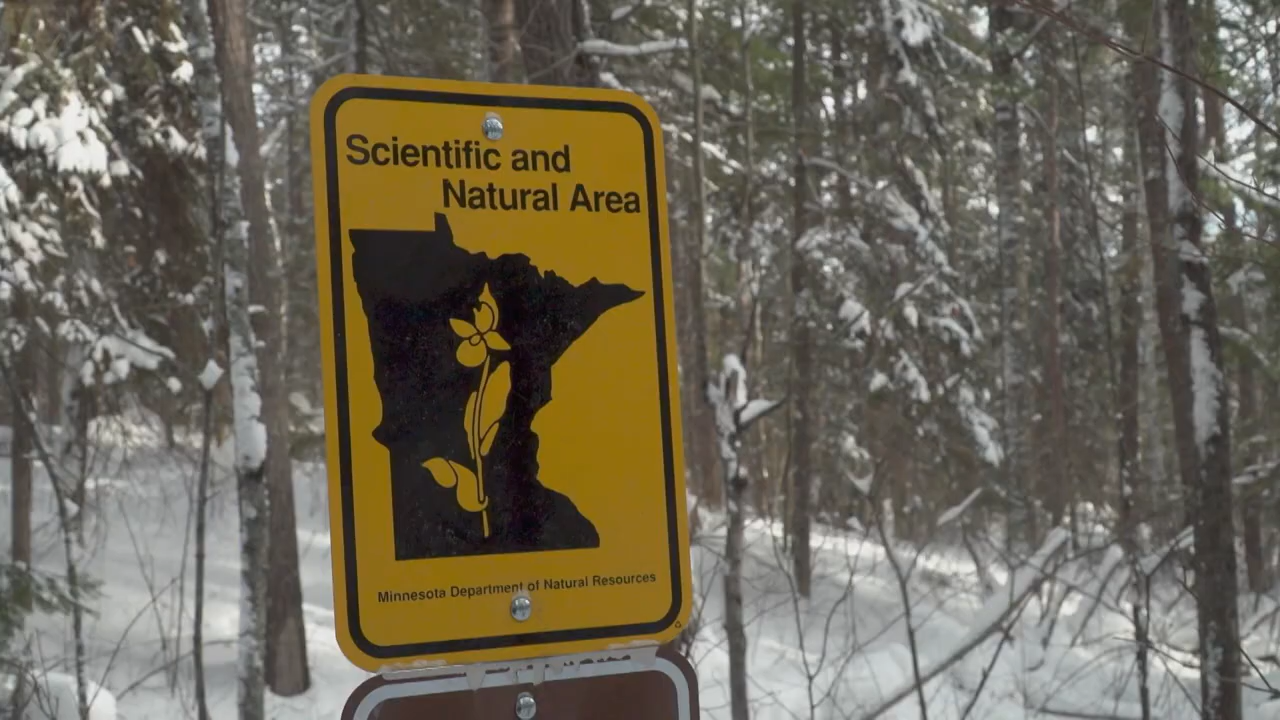 Scientific and
Natural Area
Minnesota Department of Natural Resources